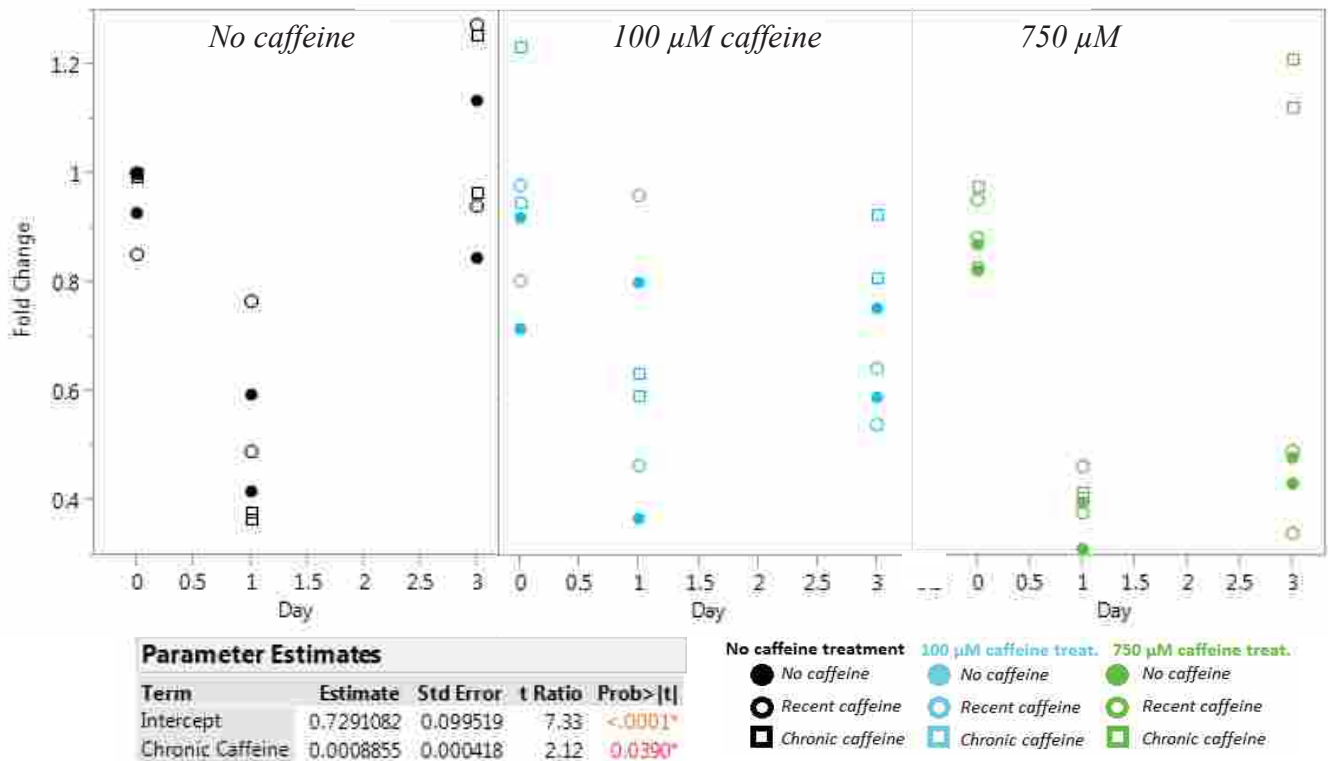 No caffeine 100 µM caffeine 750 µM
1.2
1
0.8
0.6
0.4
Fold Change
0 0.5 1 1.5 2 2.5 3 0 0.5 1 1.5 2 2.5 3 0 0.5 1 1.5 2 2.5 3
Day Day Day
Parameter Estimates
Term Estimate Std Error t Ratio Prob>|t|
Intercept 0.7291082 0.099519 7.33 <.0001*
Chronic Caffeine 0.0008855 0.000418 2.12 0.0390*
No caffeine treatment 100 µM caffeine treat. 750 µM caffeine treat.
No caffeine No caffeine No caffeine
Recent caffeine Recent caffeine Recent caffeine
Chronic caffeine Chronic caffeine Chronic caffeine